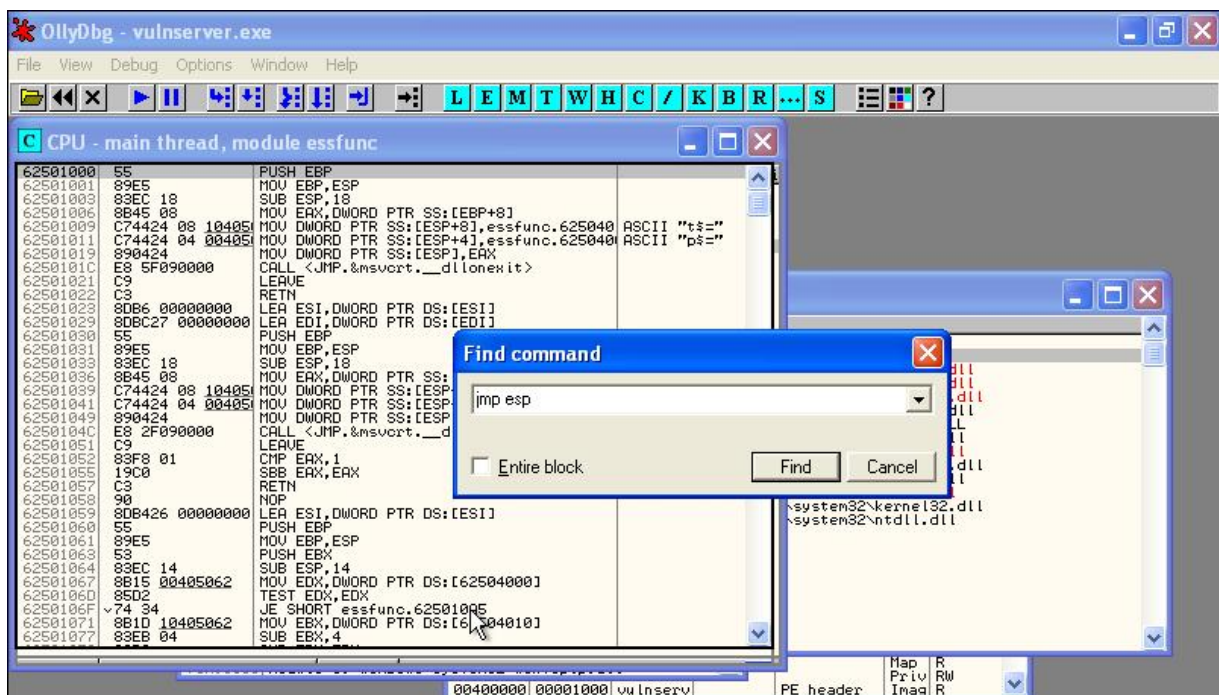 OllyDbg - vulnserver.exe
File View Debug Options Window Help
L E M T W H C / K B R ... S ?
C CPU - main thread, module essfunc
62501000 55 PUSH EBP
62501001 89E5 MOV EBP,ESP
62501003 83EC 18 SUB ESP,18
62501006 8B45 08 MOV EAX,DWORD PTR SS:[EBP+8]
62501009 C74424 08 10405 MOV DWORD PTR SS:[ESP+8],essfunc.625040 ASCII "t$="
62501011 C74424 04 00405 MOV DWORD PTR SS:[ESP+4],essfunc.625040 ASCII "p$="
62501019 890424 MOV DWORD PTR SS:[ESP],EAX
6250101C E8 5F090000 CALL <JMP.&msvcrt.__dllonexit>
62501021 C9 LEAVE
62501022 C3 RETN
62501023 8DB6 00000000 LEA ESI,DWORD PTR DS:[ESI]
62501029 8DBC27 00000000 LEA EDI,DWORD PTR DS:[EDI]
62501030 55 PUSH EBP
62501031 89E5 MOV EBP,ESP
62501033 83EC 18 SUB ESP,18
62501036 8B45 08 MOV EAX,DWORD PTR SS:
62501039 C74424 08 10405 MOV DWORD PTR SS:[ESP
62501041 C74424 04 00405 MOV DWORD PTR SS:[ESP
62501049 890424 MOV DWORD PTR SS:[ESP
6250104C E8 2F090000 CALL <JMP.&msvcrt.__d
62501051 C9 LEAVE
62501052 83F8 01 CMP EAX,1
62501055 19C0 SBB EAX,EAX
62501057 C3 RETN
62501058 90 NOP
62501059 8DB426 00000000 LEA ESI,DWORD PTR DS:[ESI]
62501060 55 PUSH EBP
62501061 89E5 MOV EBP,ESP
62501063 53 PUSH EBX
62501064 83EC 14 SUB ESP,14
62501067 8B15 00405062 MOV EDX,DWORD PTR DS:[62504000]
6250106D 85D2 TEST EDX,EDX
6250106F 74 34 JE SHORT essfunc.625010A5
62501071 8B1D 10405062 MOV EBX,DWORD PTR DS:[62504010]
62501077 83EB 04 SUB EBX,4
Find command
jmp esp
Entire block
Find
Cancel
.dll
\system32\kernel32.dll
\system32\ntdll.dll
Map R
Priv RW
00400000 00001000 vulnserv PE header Imag R